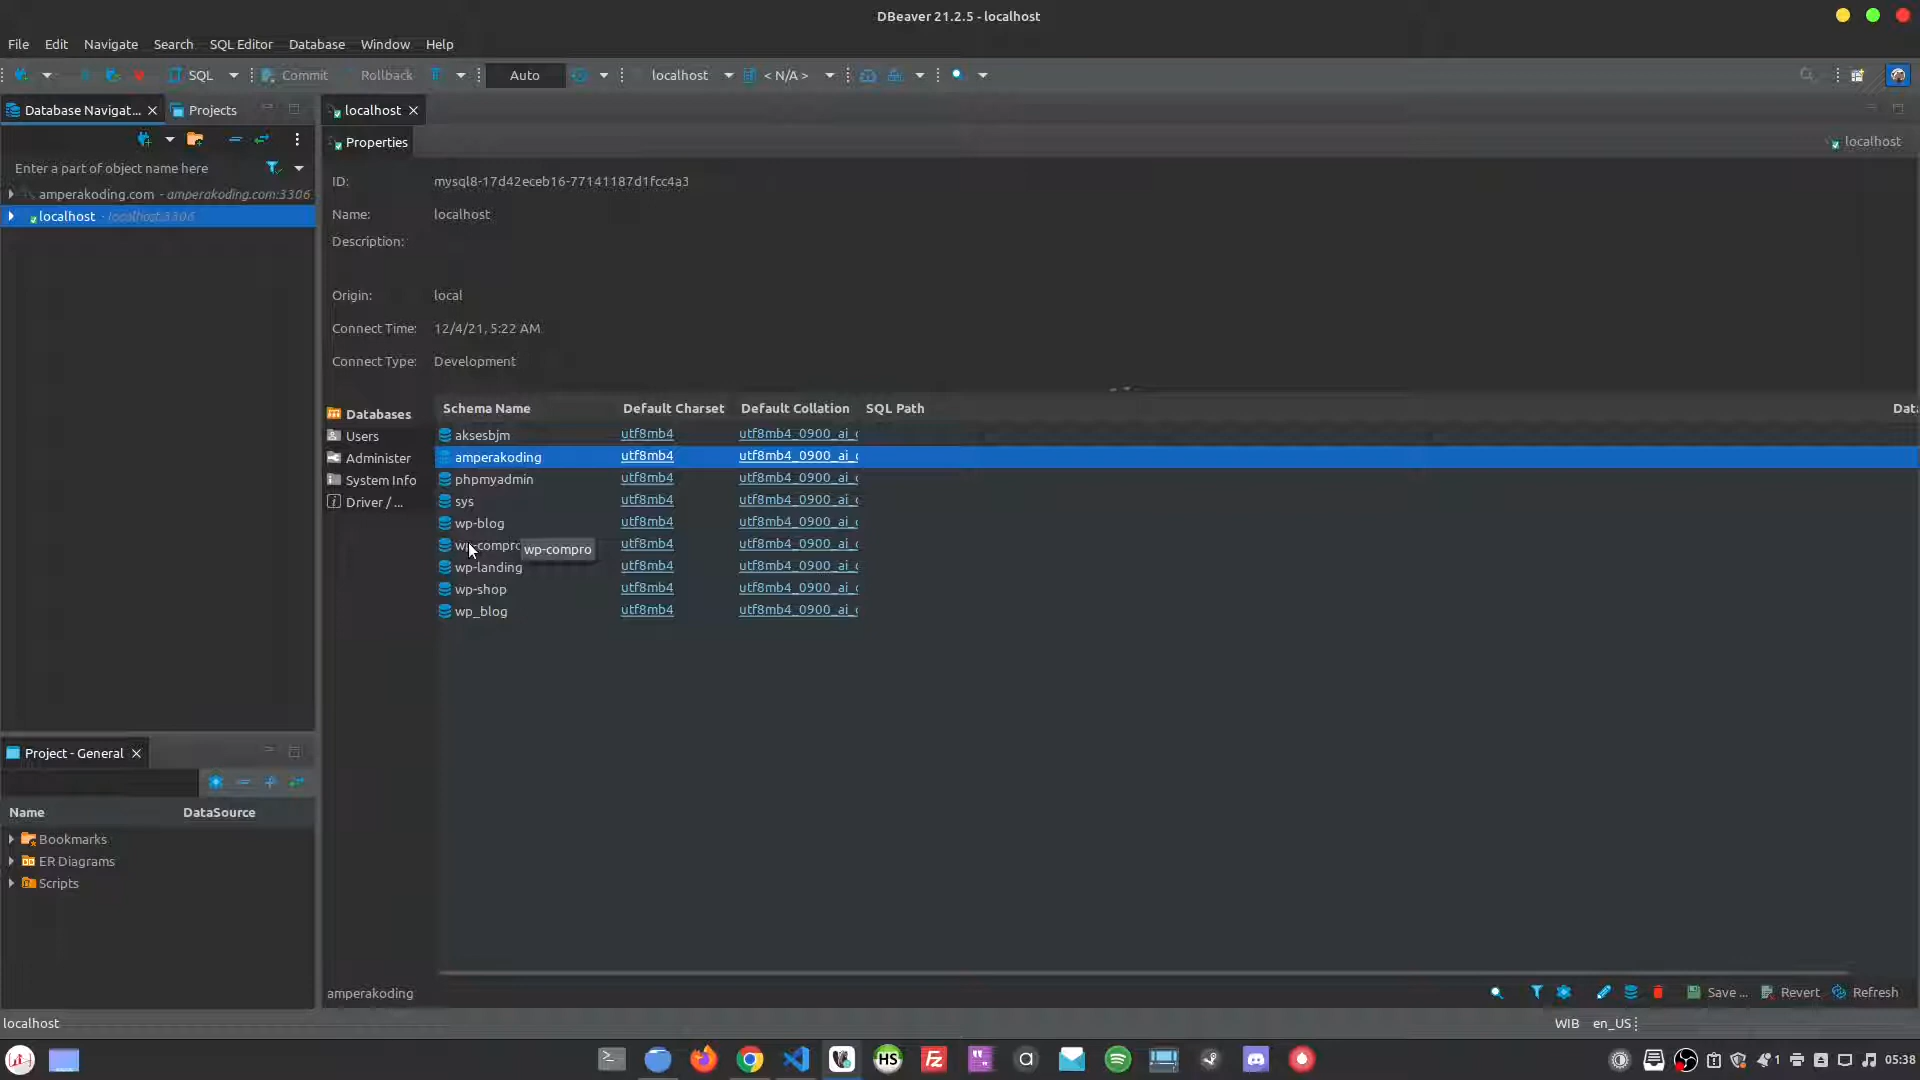 DBeaver 21.2.5 - localhost
File Edit Navigate Search SQL Editor Database Window Help
SQL Commit Rollback Auto localhost < N/A >
Database Navigat... Projects
localhost
Properties
localhost
Enter a part of object name here
amperakoding.com - amperakoding.com:3306
localhost - localhost:3306
ID: mysql8-17d42eceb16-77141187d1fcc4a3
Name: localhost
Description:
Origin: local
Connect Time: 12/4/21, 5:22 AM
Connect Type: Development
Databases
Users
Administer
System Info
Driver / ...
Schema Name Default Charset Default Collation SQL Path Dat
aksesbjm utf8mb4 utf8mb4_0900_ai_c
amperakoding utf8mb4 utf8mb4_0900_ai_c
phpmyadmin utf8mb4 utf8mb4_0900_ai_c
sys utf8mb4 utf8mb4_0900_ai_c
wp-blog utf8mb4 utf8mb4_0900_ai_c
wp-compro wp-compro utf8mb4 utf8mb4_0900_ai_c
wp-landing utf8mb4 utf8mb4_0900_ai_c
wp-shop utf8mb4 utf8mb4_0900_ai_c
wp_blog utf8mb4 utf8mb4_0900_ai_c
Project - General
Name DataSource
Bookmarks
ER Diagrams
Scripts
amperakoding
Save ... Revert Refresh
localhost
WIB en_US
HS
1
05:38